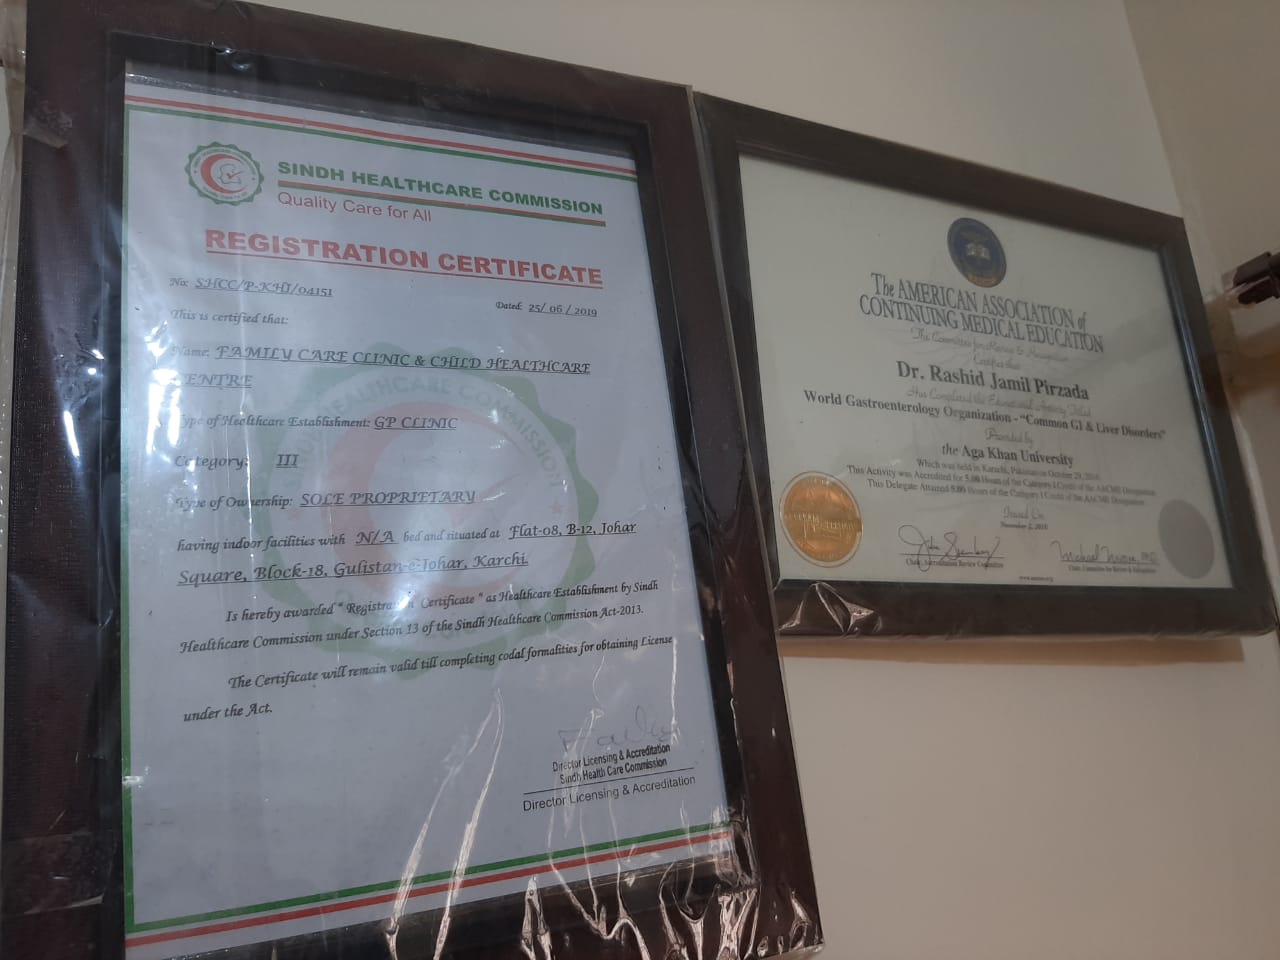 SINDH HEALTHCARE COMMISSION
Quality Care for All
REGISTRATION CERTIFICATE
No: SHCC/P-KHI/04151
Dated: 25/ 06 / 2019
This is certified that:
Name: FAMILY CARE CLINIC & CHILD HEALTHCARE
CENTRE
Type of Healthcare Establishment: GP CLINIC
Category: III
Type of Ownership: SOLE PROPRIETARY
having indoor facilities with N/A bed and situated at Flat-08, B-12, Johar
Square, Block-18, Gulistan-e-Johar, Karchi.
Is hereby awarded " Registration Certificate " as Healthcare Establishment by Sindh
Healthcare Commission under Section 13 of the Sindh Healthcare Commission Act-2013.
The Certificate will remain valid till completing codal formalities for obtaining License
under the Act.
Director Licensing & Accreditation
Sindh Health Care Commission
Director Licensing & Accreditation
The AMERICAN ASSOCIATION of
CONTINUING MEDICAL EDUCATION
The Committee for Review & Recognition
Certifies that
Dr. Rashid Jamil Pirzada
Has Completed the Educational Activity Titled
World Gastroenterology Organization - "Common GI & Liver Disorders"
Provided by
the Aga Khan University
Which was held in Karachi, Pakistan on October 29,
This Activity was Accredited for 5.00 Hours of the Category I Credit of the AACME Designation
This Delegate Attained 5.00 Hours of the Category I Credit of the AACME Designation
Issued On
November 2,
Chair, Accreditation Review Committee
Chair, Committee for Review & Recognition